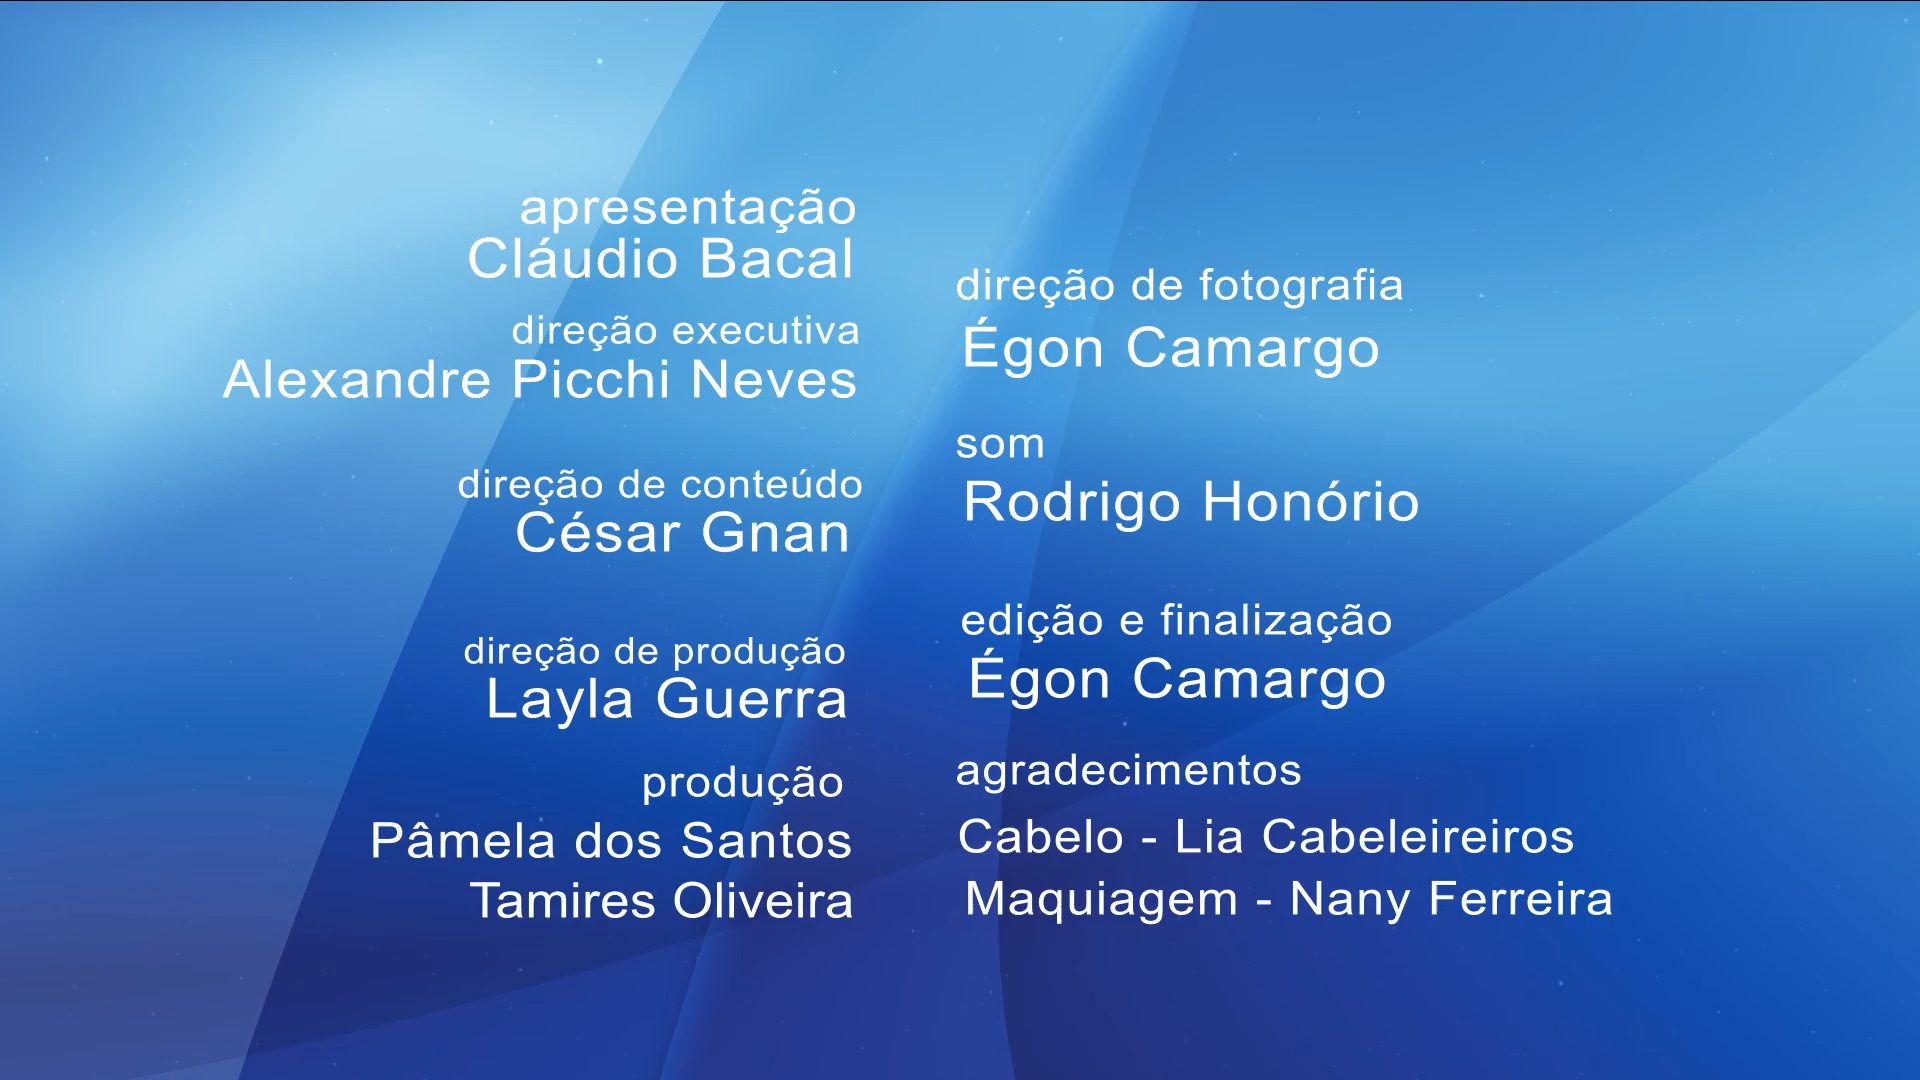 apresentação
Cláudio Bacal
direção executiva
Alexandre Picchi Neves
direção de conteúdo
César Gnan
direção de produção
Layla Guerra
produção
Pâmela dos Santos
Tamires Oliveira
direção de fotografia
Égon Camargo
som
Rodrigo Honório
edição e finalização
Égon Camargo
agradecimentos
Cabelo - Lia Cabeleireiros
Maquiagem - Nany Ferreira